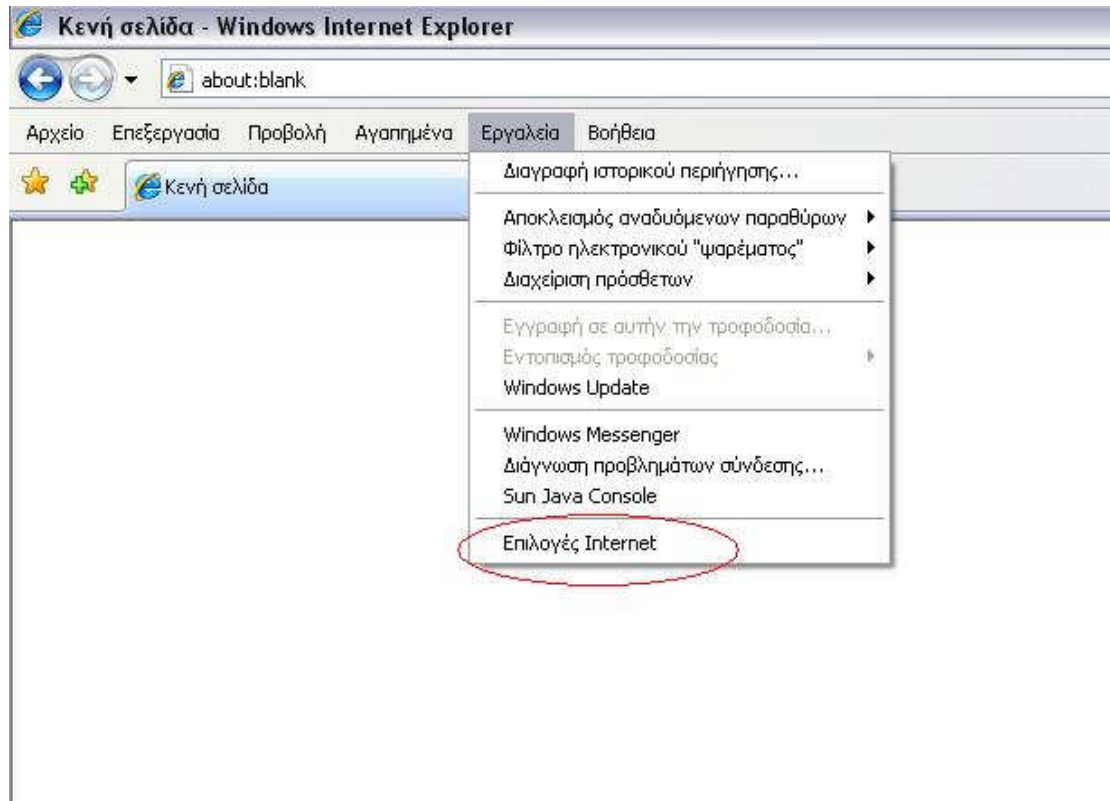 Κενή σελίδα - Windows Internet Explorer
about:blank
Αρχείο Επεξεργασία Προβολή Αγαπημένα Εργαλεία Βοήθεια
Κενή σελίδα
Διαγραφή ιστορικού περιήγησης...
Αποκλεισμός αναδυόμενων παραθύρων
Φίλτρο ηλεκτρονικού "ψαρέματος"
Διαχείριση πρόσθετων
Εγγραφή σε αυτήν την τροφοδοσία...
Εντοπισμός τροφοδοσίας
Windows Update
Windows Messenger
Διάγνωση προβλημάτων σύνδεσης...
Sun Java Console
Επιλογές Internet